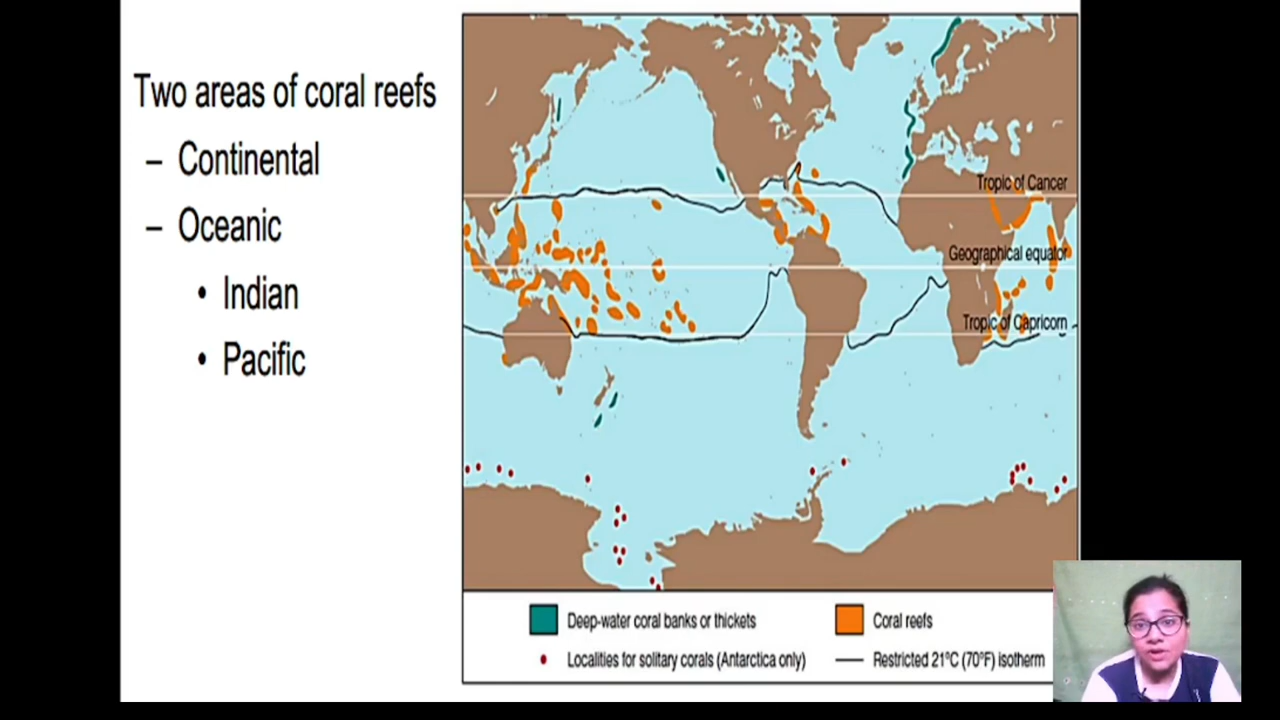 Two areas of coral reefs
– Continental
– Oceanic
• Indian
• Pacific
Tropic of Cancer
Geographical equator
Tropic of Capricorn
Deep-water coral banks or thickets
Coral reefs
Localities for solitary corals (Antarctica only)
Restricted 21°C (70°F) isotherm